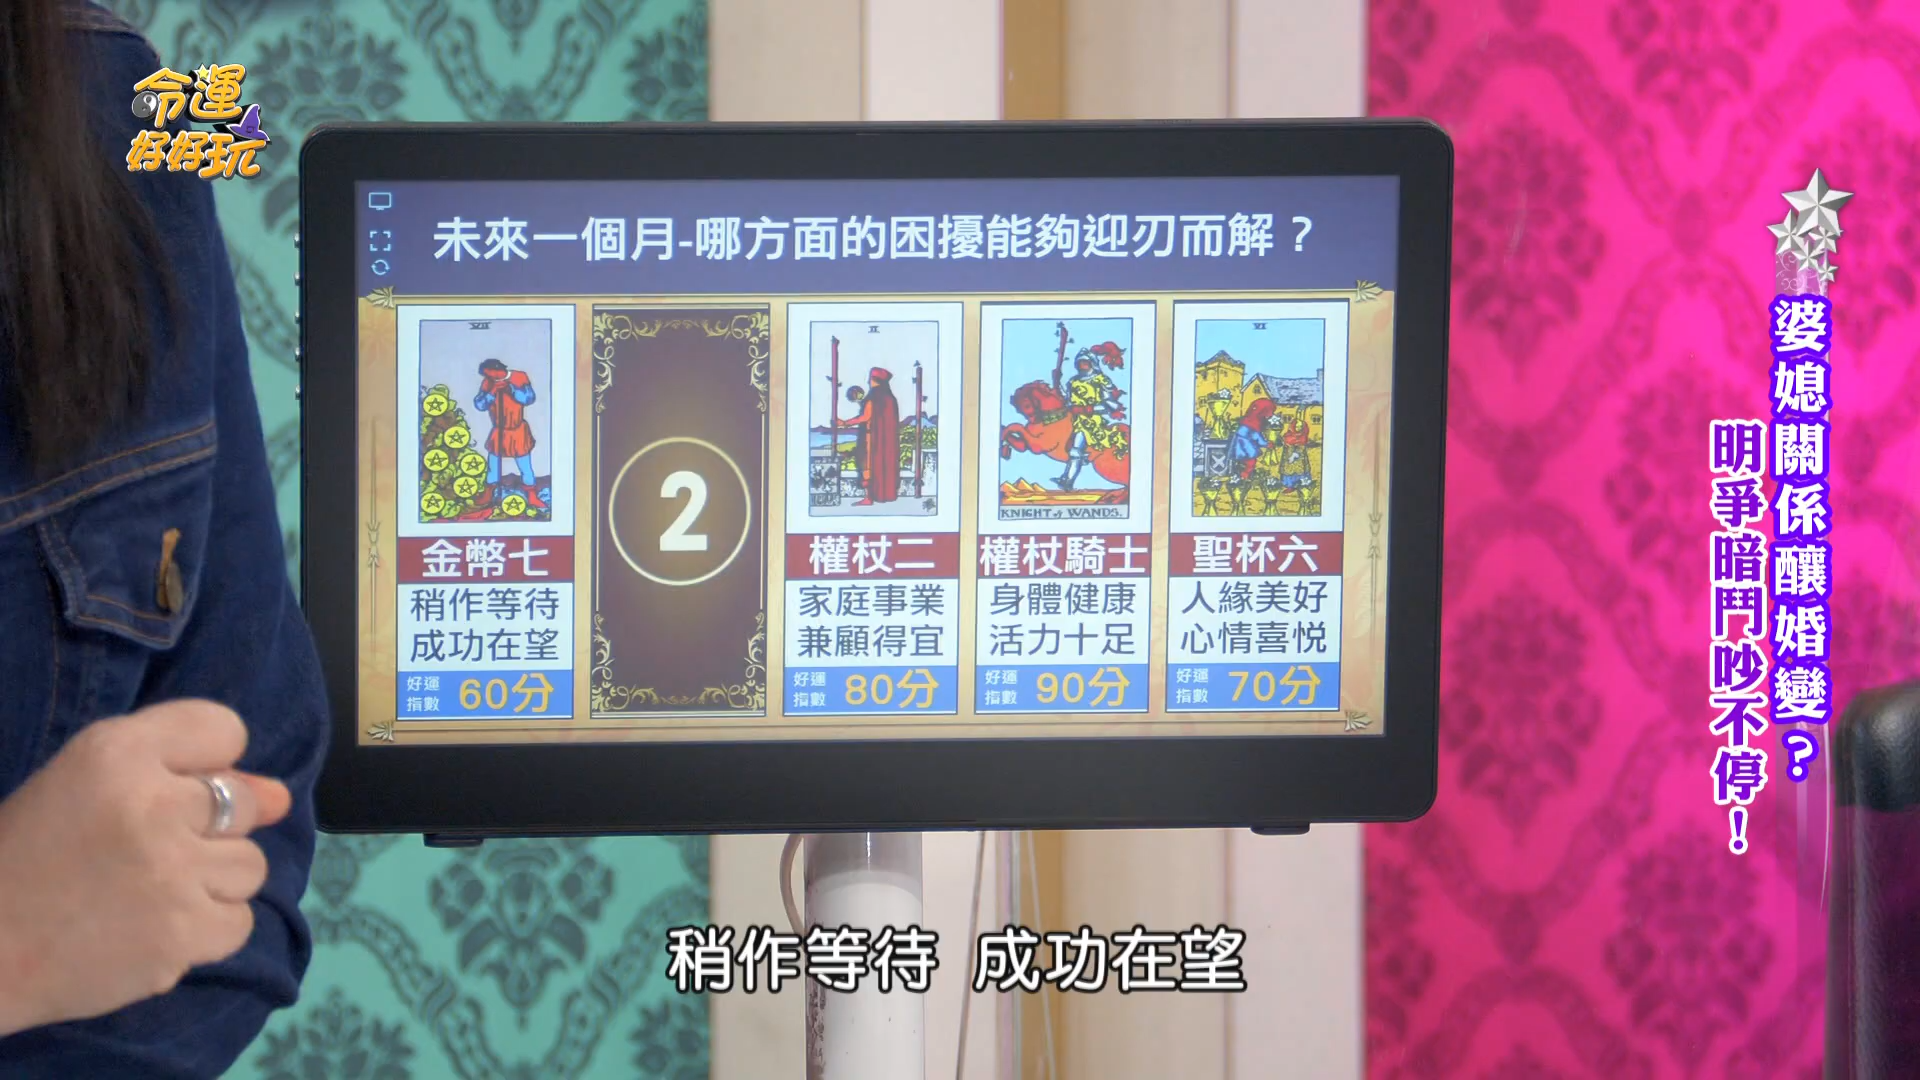 命運
好好玩
未來一個月-哪方面的困擾能夠迎刃而解？
VII
金幣七
稍作等待
成功在望
好運
指數
60分
2
II
權杖二
家庭事業
兼顧得宜
好運
指數
80分
KNIGHT of WANDS.
權杖騎士
身體健康
活力十足
好運
指數
90分
VI
聖杯六
人緣美好
心情喜悅
好運
指數
70分
婆媳關係釀婚變？
明爭暗鬥吵不停！
稍作等待 成功在望